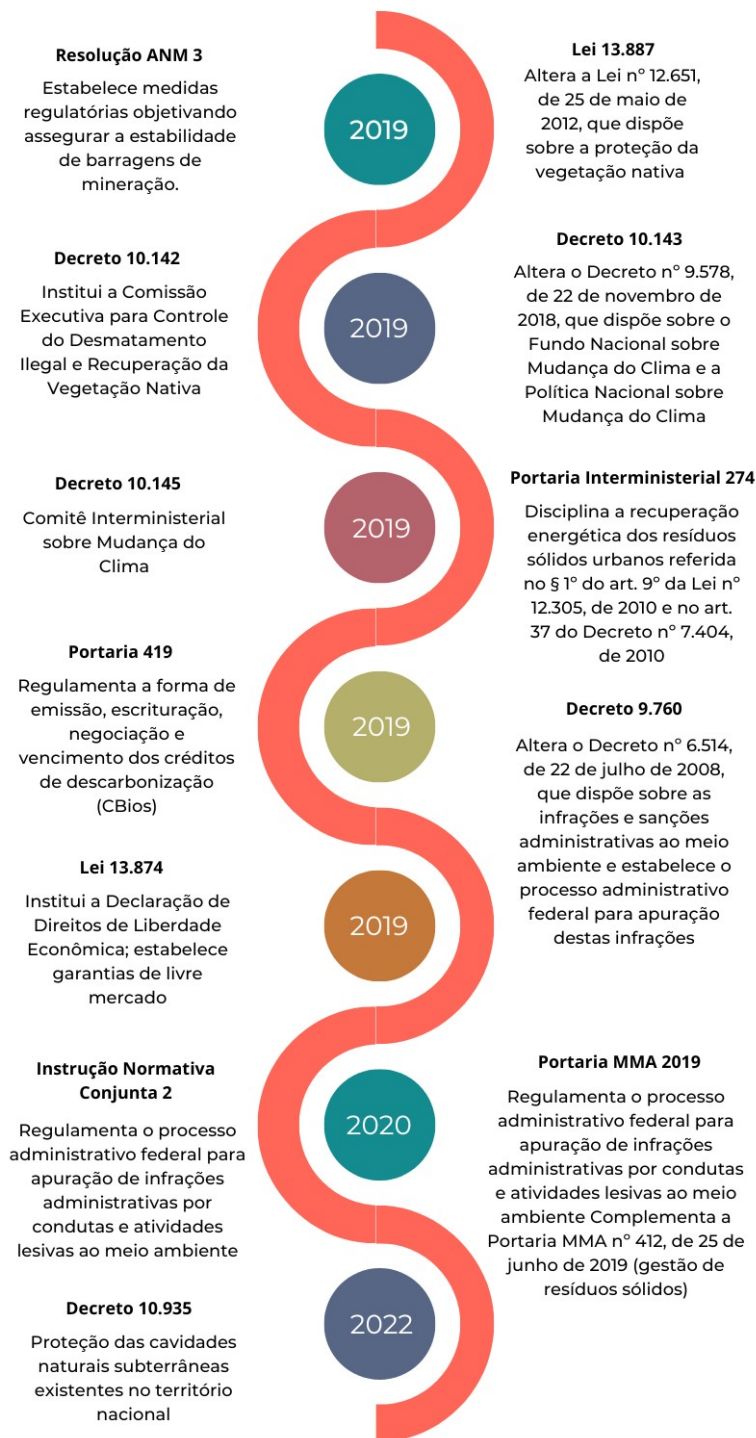 Resolução ANM 3
Estabelece medidas
regulatórias objetivando
assegurar a estabilidade
de barragens de
mineração.
2019
Lei 13.887
Altera a Lei nº 12.651,
de 25 de maio de
2012, que dispõe
sobre a proteção da
vegetação nativa
Decreto 10.142
Institui a Comissão
Executiva para Controle
do Desmatamento
Ilegal e Recuperação da
Vegetação Nativa
2019
Decreto 10.143
Altera o Decreto nº 9.578,
de 22 de novembro de
2018, que dispõe sobre o
Fundo Nacional sobre
Mudança do Clima e a
Política Nacional sobre
Mudança do Clima
Decreto 10.145
Comitê Interministerial
sobre Mudança do
Clima
2019
Portaria Interministerial 274
Disciplina a recuperação
energética dos resíduos
sólidos urbanos referida
no § 1º do art. 9º da Lei nº
12.305, de 2010 e no art.
37 do Decreto nº 7.404,
de 2010
Portaria 419
Regulamenta a forma de
emissão, escrituração,
negociação e
vencimento dos créditos
de descarbonização
(CBios)
2019
Decreto 9.760
Altera o Decreto nº 6.514,
de 22 de julho de 2008,
que dispõe sobre as
infrações e sanções
administrativas ao meio
ambiente e estabelece o
processo administrativo
federal para apuração
destas infrações
Lei 13.874
Institui a Declaração de
Direitos de Liberdade
Econômica; estabelece
garantias de livre
mercado
2019
Instrução Normativa
Conjunta 2
Regulamenta o processo
administrativo federal para
apuração de infrações
administrativas por
condutas e atividades
lesivas ao meio ambiente
2020
Portaria MMA 2019
Regulamenta o processo
administrativo federal para
apuração de infrações
administrativas por condutas
e atividades lesivas ao meio
ambiente Complementa a
Portaria MMA nº 412, de 25 de
junho de 2019 (gestão de
resíduos sólidos)
Decreto 10.935
Proteção das cavidades
naturais subterrâneas
existentes no território
nacional
2022